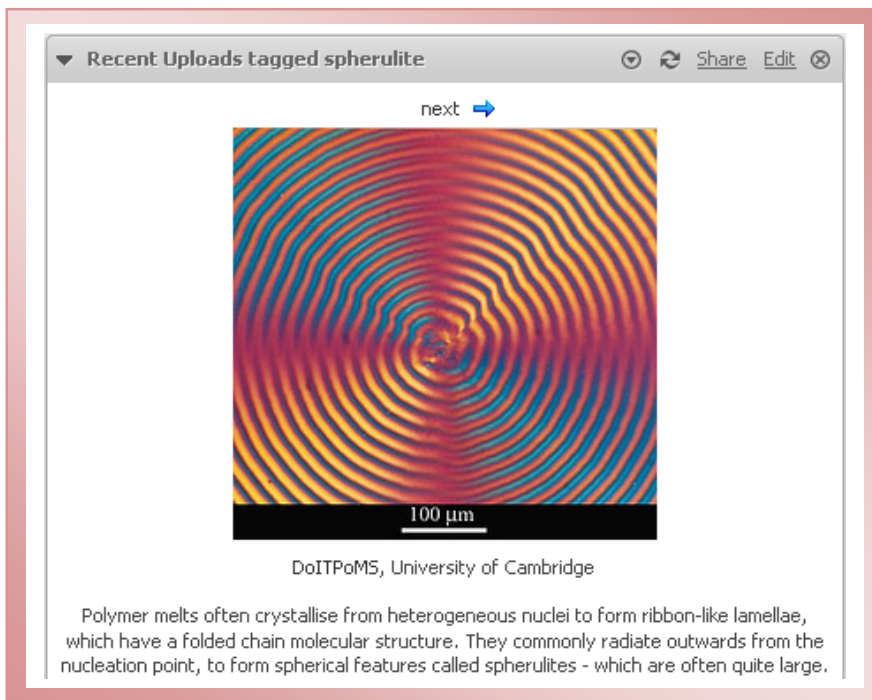 Recent Uploads tagged spherulite Share Edit
next
100 µm
DoITPoMS, University of Cambridge
Polymer melts often crystallise from heterogeneous nuclei to form ribbon-like lamellae,
which have a folded chain molecular structure. They commonly radiate outwards from the
nucleation point, to form spherical features called spherulites - which are often quite large.